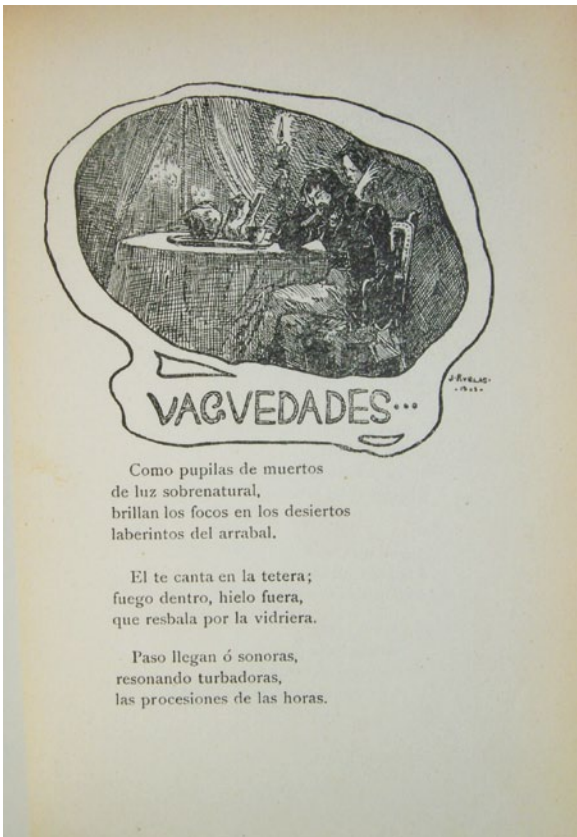 J. RVELAS.
VAGVEDADES...
Como pupilas de muertos
de luz sobrenatural,
brillan los focos en los desiertos
laberintos del arrabal.
El te canta en la tetera;
fuego dentro, hielo fuera,
que resbala por la vidriera.
Paso llegan ó sonoras,
resonando turbadoras,
las procesiones de las horas.